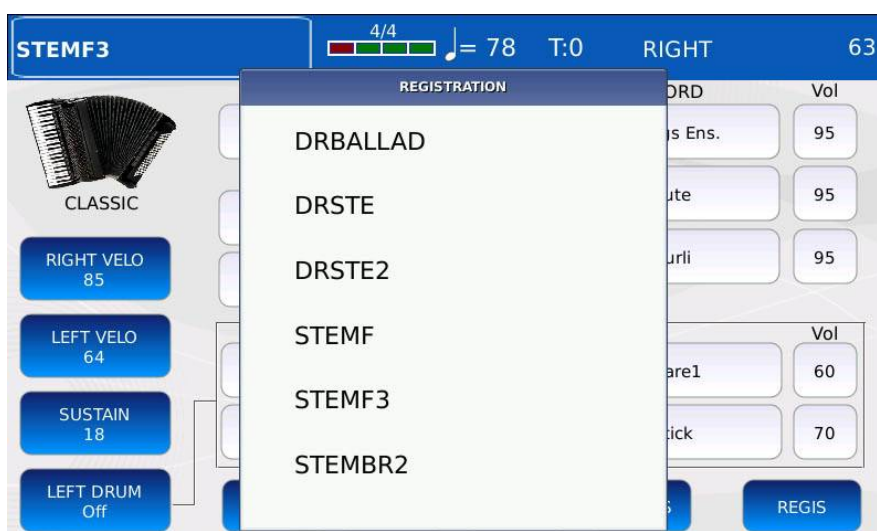 STEMF3
4/4
= 78
T:0
RIGHT
63
REGISTRATION
Vol
CLASSIC
DRBALLAD
DRSTE
DRSTE2
STEMF
STEMF3
STEMBR2
Ens.
95
95
95
RIGHT VELO
85
LEFT VELO
64
SUSTAIN
18
LEFT DRUM
Off
Vol
60
70
REGIS